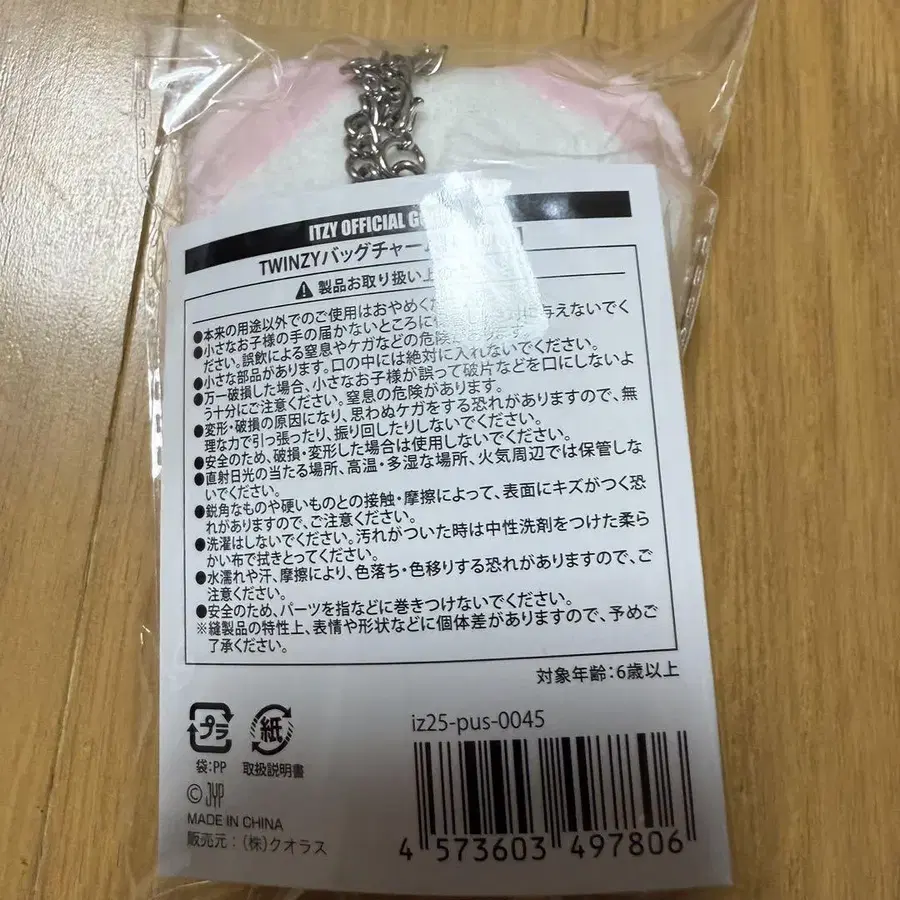 ITZY OFFICIAL
TWINZYバッグチャー
製品お取り扱い上の
●本来の用途以外でのご使用はおやめくだ
●小さなお子様の手の届かないところに 与えないでく
ださい。誤飲による窒息やケガなどの危険
●小さな部品があります。口の中には絶対に入れないでください。
●万一破損した場合、小さなお子様が誤って破片などを口にしないよ
う十分にご注意ください。窒息の危険があります。
●変形・破損の原因になり、思わぬケガをする恐れがありますので、無
理な力で引っ張ったり、振り回したりしないでください。
●安全のため、破損・変形した場合は使用しないでください。
●直射日光の当たる場所、高温・多湿な場所、火気周辺では保管しな
いでください。
●鋭角なものや硬いものとの接触・摩擦によって、表面にキズがつく恐
れがありますので、ご注意ください。
●洗濯はしないでください。汚れがついた時は中性洗剤をつけた柔ら
かい布で拭きとってください。
●水濡れや汗、摩擦により、色落ち・色移りする恐れがありますので、ご
注意ください。
●安全のため、パーツを指などに巻きつけないでください。
※縫製品の特性上、表情や形状などに個体差がありますので、予めご
了承ください。
対象年齢:6歳以上
プラ 紙
袋:PP 取扱説明書
iz25-pus-0045
©JYP
MADE IN CHINA
販売元:(株)クオラス
4 573603 497806